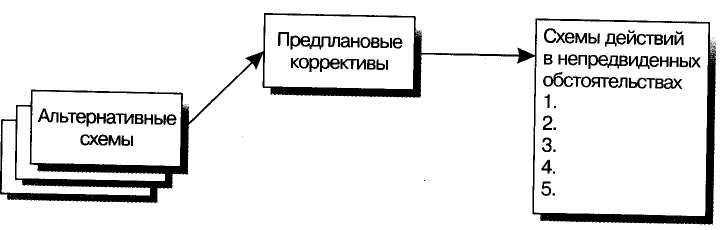 Альтернативные
схемы
Предплановые
коррективы
Схемы действий
в непредвиденных
обстоятельствах
1.
2.
3.
4.
5.